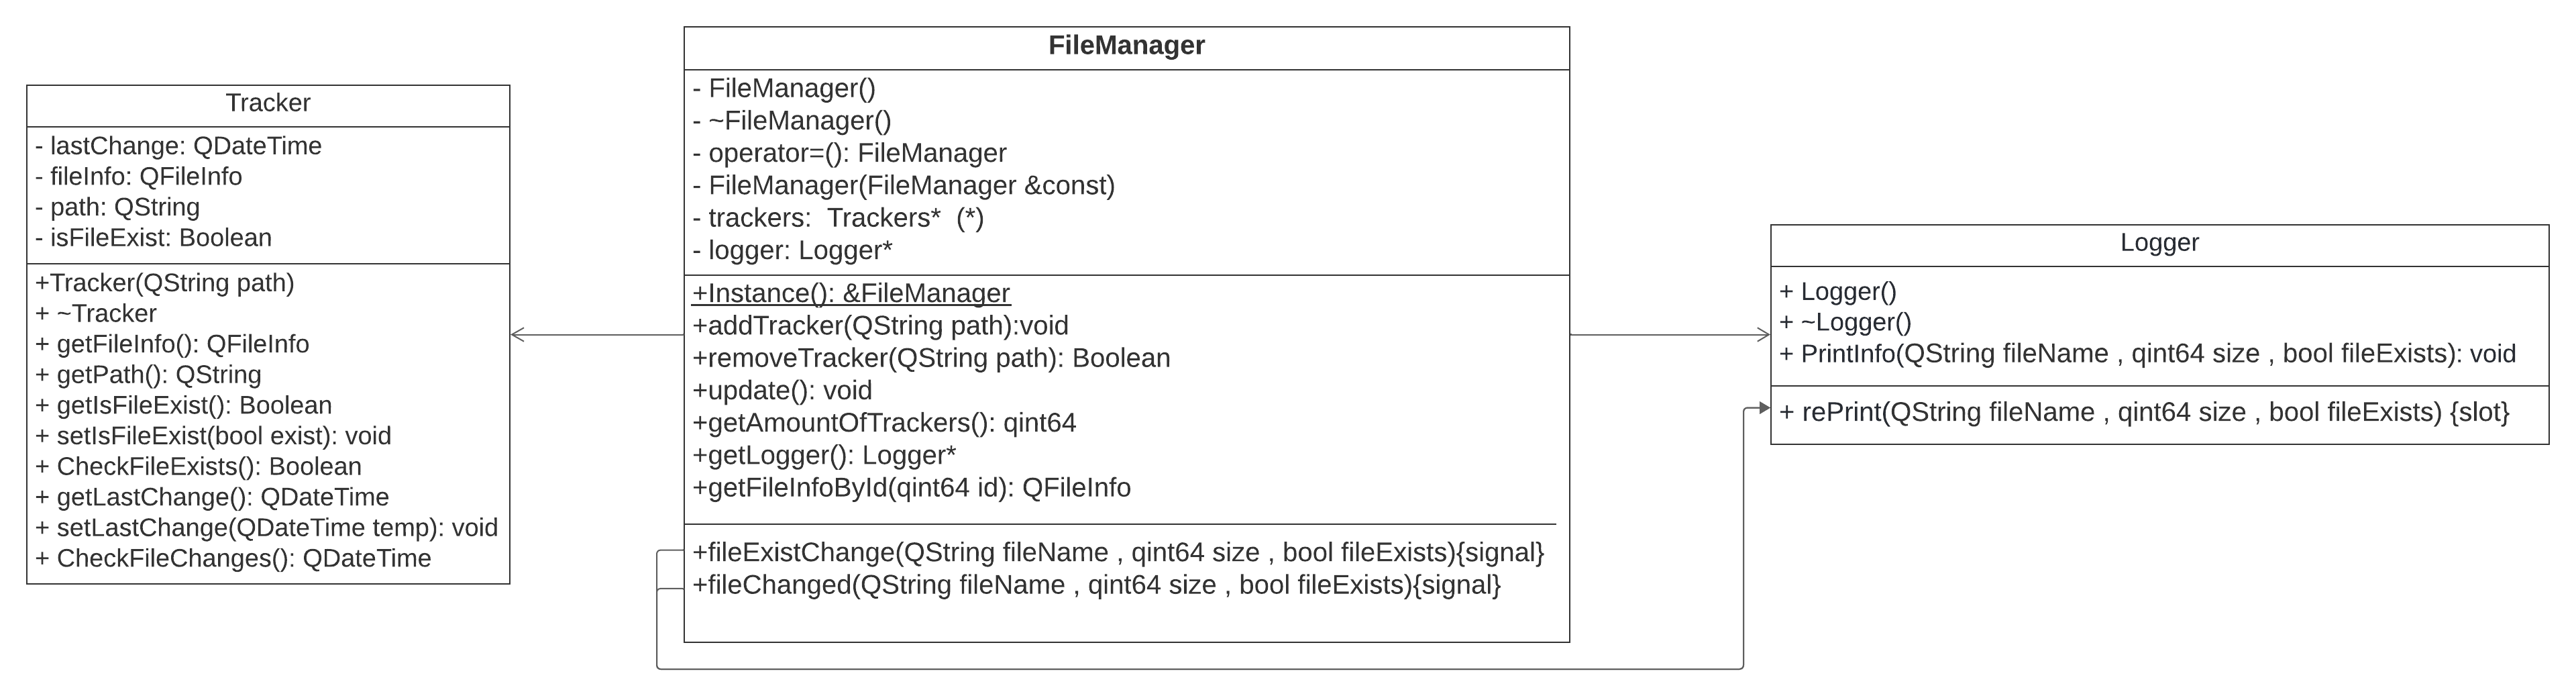 Tracker
- lastChange: QDateTime
- fileInfo: QFileInfo
- path: QString
- isFileExist: Boolean
+Tracker(QString path)
+ ~Tracker
+ getFileInfo(): QFileInfo
+ getPath(): QString
+ getIsFileExist(): Boolean
+ setIsFileExist(bool exist): void
+ CheckFileExists(): Boolean
+ getLastChange(): QDateTime
+ setLastChange(QDateTime temp): void
+ CheckFileChanges(): QDateTime
FileManager
- FileManager()
- ~FileManager()
- operator=(): FileManager
- FileManager(FileManager &const)
- trackers:  Trackers*  (*)
- logger: Logger*
+Instance(): &FileManager
+addTracker(QString path):void
+removeTracker(QString path): Boolean
+update(): void
+getAmountOfTrackers(): qint64
+getLogger(): Logger*
+getFileInfoById(qint64 id): QFileInfo
+fileExistChange(QString fileName , qint64 size , bool fileExists){signal}
+fileChanged(QString fileName , qint64 size , bool fileExists){signal}
Logger
+ Logger()
+ ~Logger()
+ PrintInfo(QString fileName , qint64 size , bool fileExists): void
+ rePrint(QString fileName , qint64 size , bool fileExists) {slot}